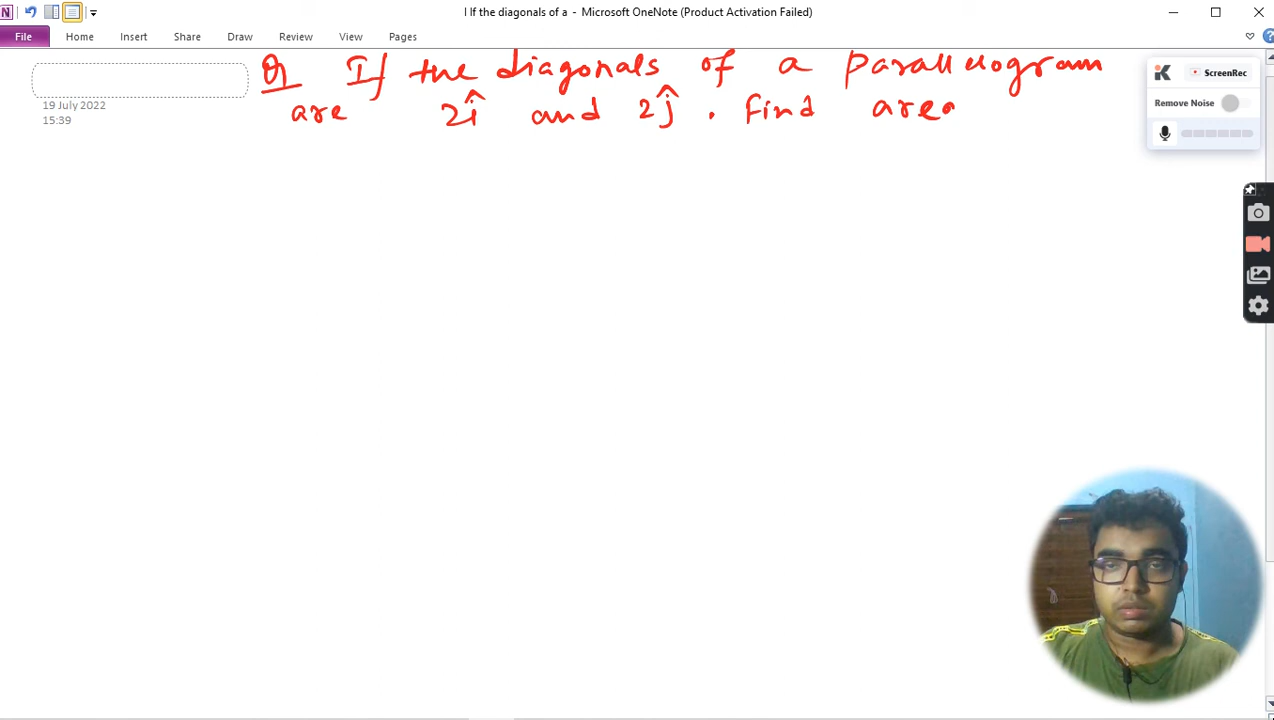 I If the diagonals of a - Microsoft OneNote (Product Activation Failed)
File Home Insert Share Draw Review View Pages
19 July 2022
15:39
ScreenRec
Remove Noise
Q If the diagonals of a parallelogram
are 2î and 2ĵ . find area